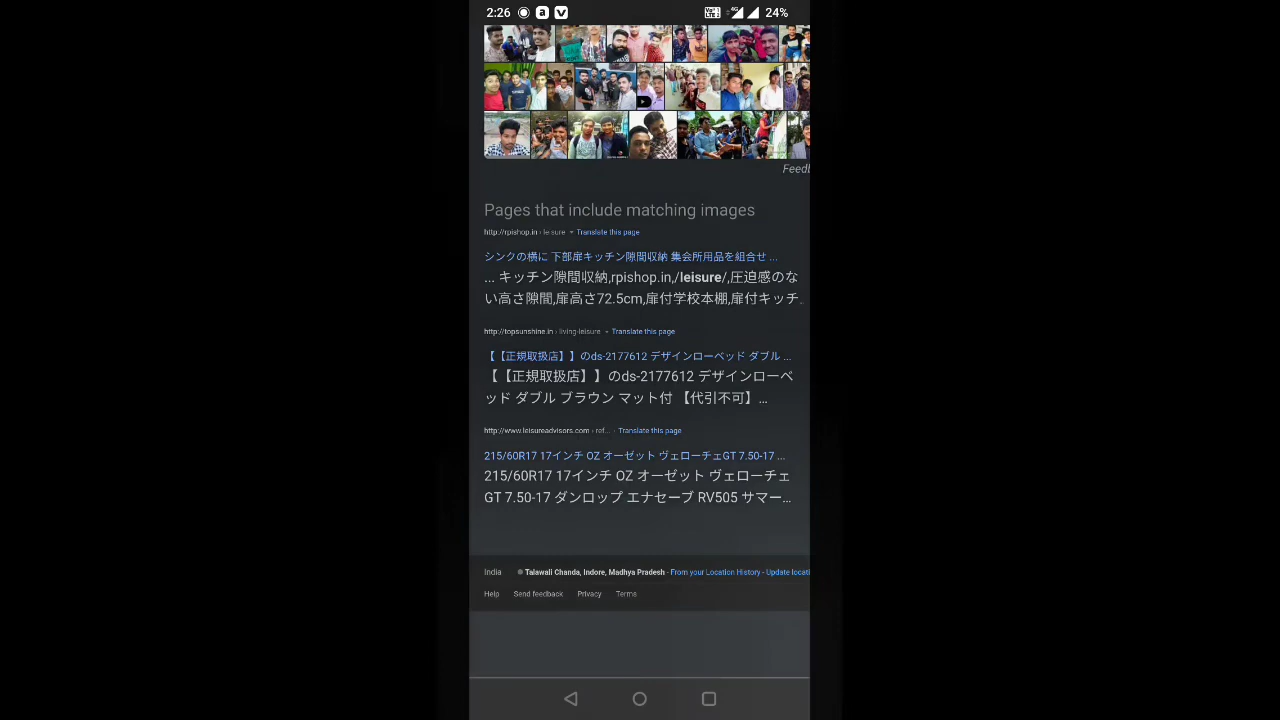 2:26 24%
Feedb
Pages that include matching images
http://rpishop.in › leisure Translate this page
シンクの横に 下部扉キッチン隙間収納 集会所用品を組合せ ...
... キッチン隙間収納,rpishop.in,/leisure/,圧迫感のな
い高さ隙間,扉高さ72.5cm,扉付学校本棚,扉付キッチ..
http://topsunshine.in › living-leisure Translate this page
【【正規取扱店】】のds-2177612 デザインローベッド ダブル ...
【【正規取扱店】】のds-2177612 デザインローベ
ッド ダブル ブラウン マット付 【代引不可】...
http://www.leisureadvisors.com › ref... Translate this page
215/60R17 17インチ OZ オーゼット ヴェローチェGT 7.50-17 ...
215/60R17 17インチ OZ オーゼット ヴェローチェ
GT 7.50-17 ダンロップ エナセーブ RV505 サマー...
India Talawali Chanda, Indore, Madhya Pradesh - From your Location History - Update locati
Help Send feedback Privacy Terms